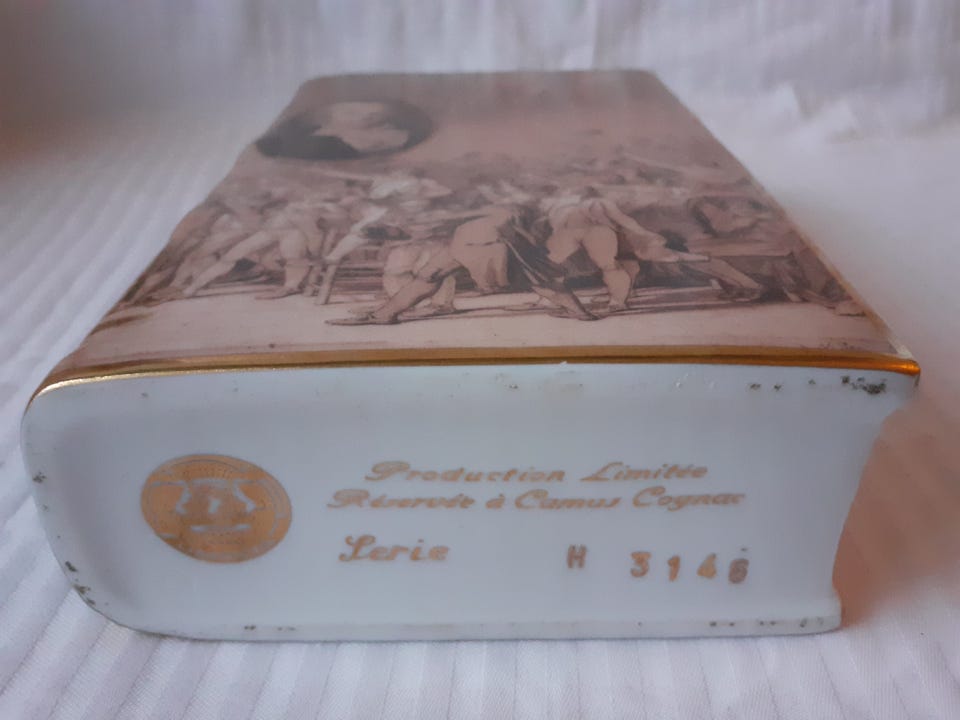 Production Limitée
Réservée à Camus Cognac
Serie H 3146